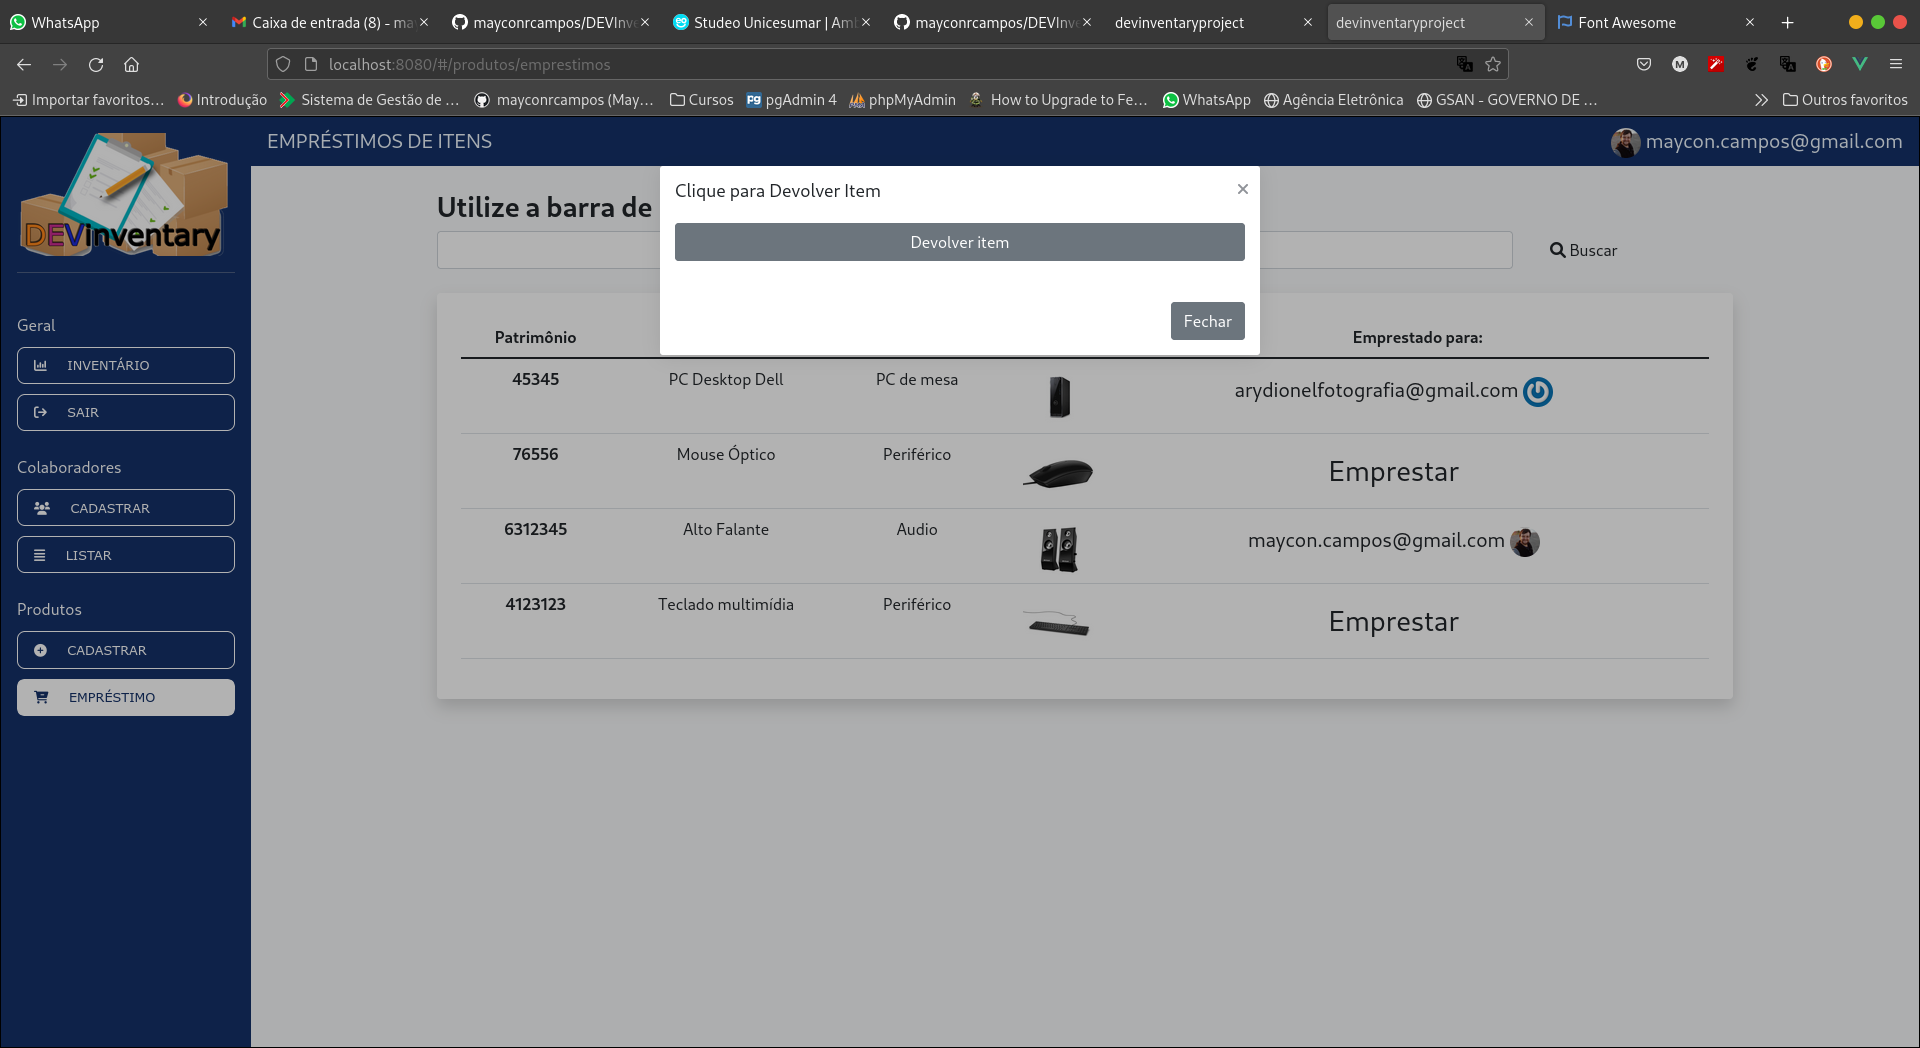 WhatsApp
Caixa de entrada (8) - ma
mayconrcampos/DEVInve
Studeo Unicesumar | Aml
mayconrcampos/DEVInve
devinventaryproject
devinventaryproject
Font Awesome
localhost:8080/#/produtos/emprestimos
Importar favoritos…
Introdução
Sistema de Gestão de …
mayconrcampos (May…
Cursos
pgAdmin 4
phpMyAdmin
How to Upgrade to Fe…
WhatsApp
Agência Eletrônica
GSAN - GOVERNO DE …
Outros favoritos
DEVinventary
EMPRÉSTIMOS DE ITENS
maycon.campos@gmail.com
Geral
INVENTÁRIO
SAIR
Colaboradores
CADASTRAR
LISTAR
Produtos
CADASTRAR
EMPRÉSTIMO
Clique para Devolver Item
×
Devolver item
Fechar
Utilize a barra de
Buscar
Patrimônio Emprestado para:
45345 PC Desktop Dell PC de mesa arydionelfotografia@gmail.com
76556 Mouse Óptico Periférico Emprestar
6312345 Alto Falante Audio maycon.campos@gmail.com
4123123 Teclado multimídia Periférico Emprestar